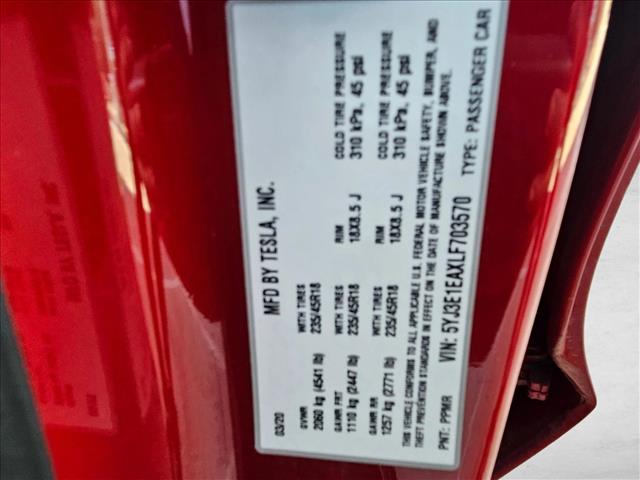 MFD BY TESLA, INC.
03/20
GVWR WITH TIRES RIM COLD TIRE PRESSURE
2060 kg (4541 lb) 235/45R18 18X8.5 J 310 kPa, 45 psi
GAWR FRT WITH TIRES RIM COLD TIRE PRESSURE
1110 kg (2447 lb) 235/45R18 18X8.5 J 310 kPa, 45 psi
GAWR RR WITH TIRES
1257 kg (2771 lb) 235/45R18
THIS VEHICLE CONFORMS TO ALL APPLICABLE U.S. FEDERAL MOTOR VEHICLE SAFETY, BUMPER, AND
THEFT PREVENTION STANDARDS IN EFFECT ON THE DATE OF MANUFACTURE SHOWN ABOVE.
VIN: 5YJ3E1EAXLF703570 TYPE: PASSENGER CAR
PNT: PPMR